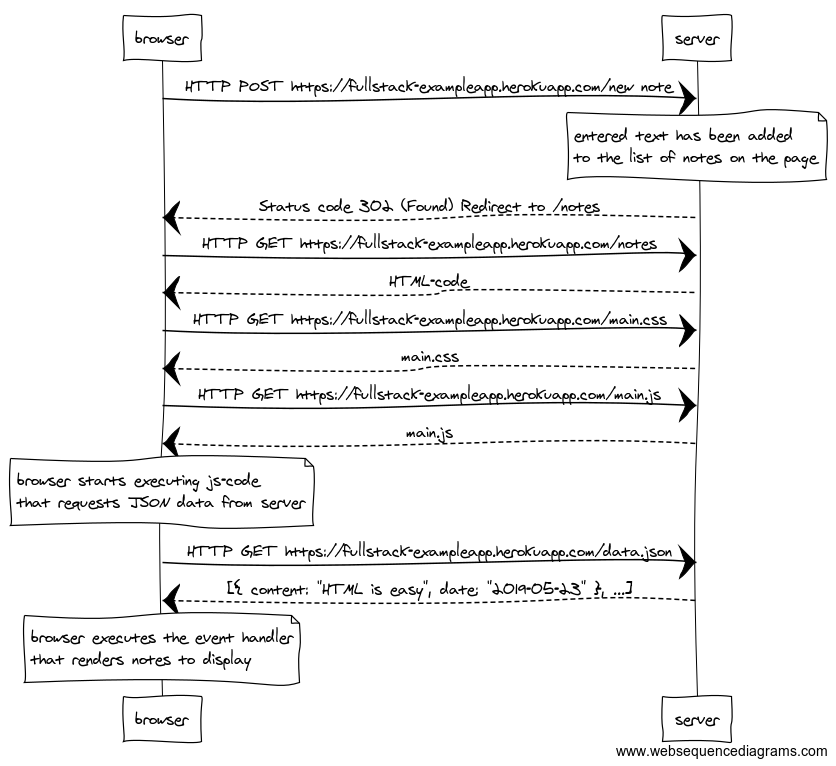 browser
server
HTTP POST https://fullstack-exampleapp.herokuapp.com/new note
entered text has been added
to the list of notes on the page
Status code 302 (Found) Redirect to /notes
HTTP GET https://fullstack-exampleapp.herokuapp.com/notes
HTML-code
HTTP GET https://fullstack-exampleapp.herokuapp.com/main.css
main.css
HTTP GET https://fullstack-exampleapp.herokuapp.com/main.js
main.js
browser starts executing js-code
that requests JSON data from server
HTTP GET https://fullstack-exampleapp.herokuapp.com/data.json
[{ content: "HTML is easy", date: "2019-05-23" }, ...]
browser executes the event handler
that renders notes to display
browser
server
www.websequencediagrams.com